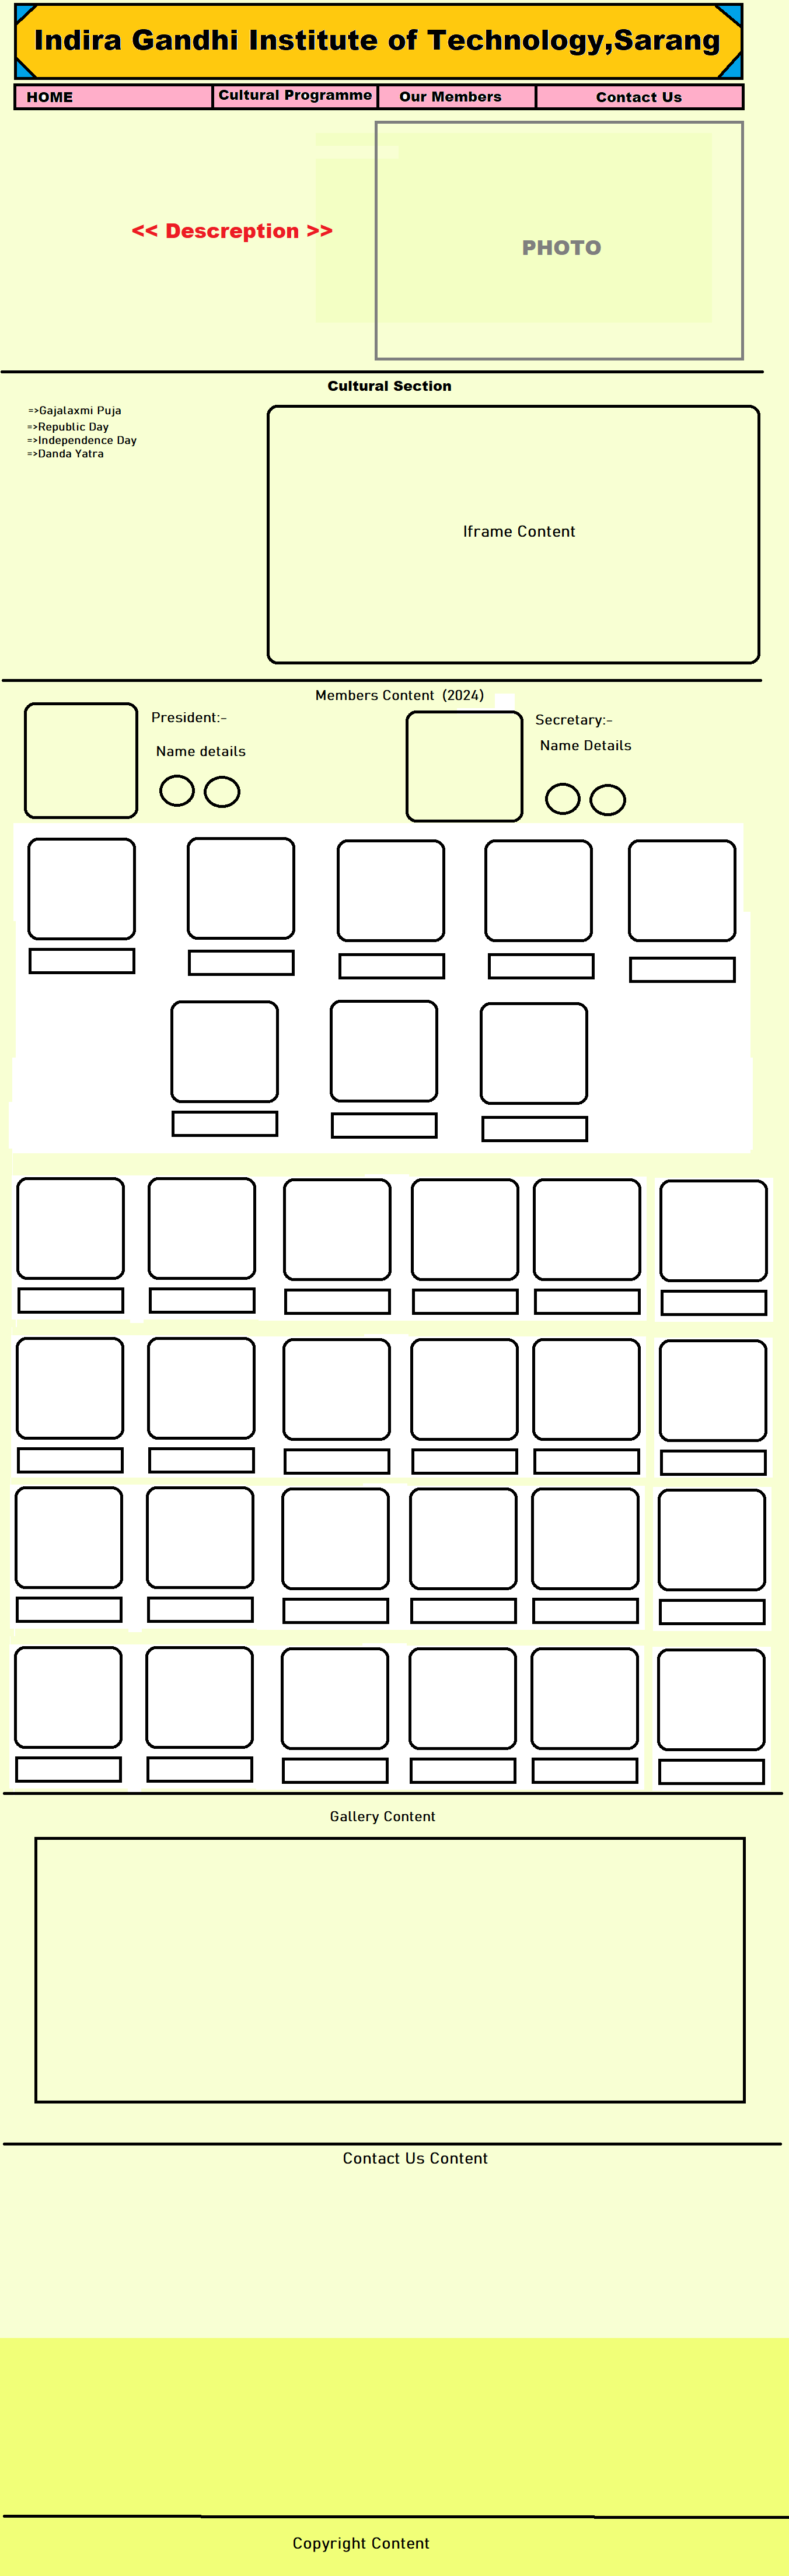 Indira Gandhi Institute of Technology,Sarang
HOME
Cultural Programme
Our Members
Contact Us
<< Descreption >>
PHOTO
Cultural Section
=>Gajalaxmi Puja
=>Republic Day
=>Independence Day
=>Danda Yatra
Iframe Content
Members Content (2024)
President:-
Name details
Secretary:-
Name Details
Gallery Content
Contact Us Content
Copyright Content